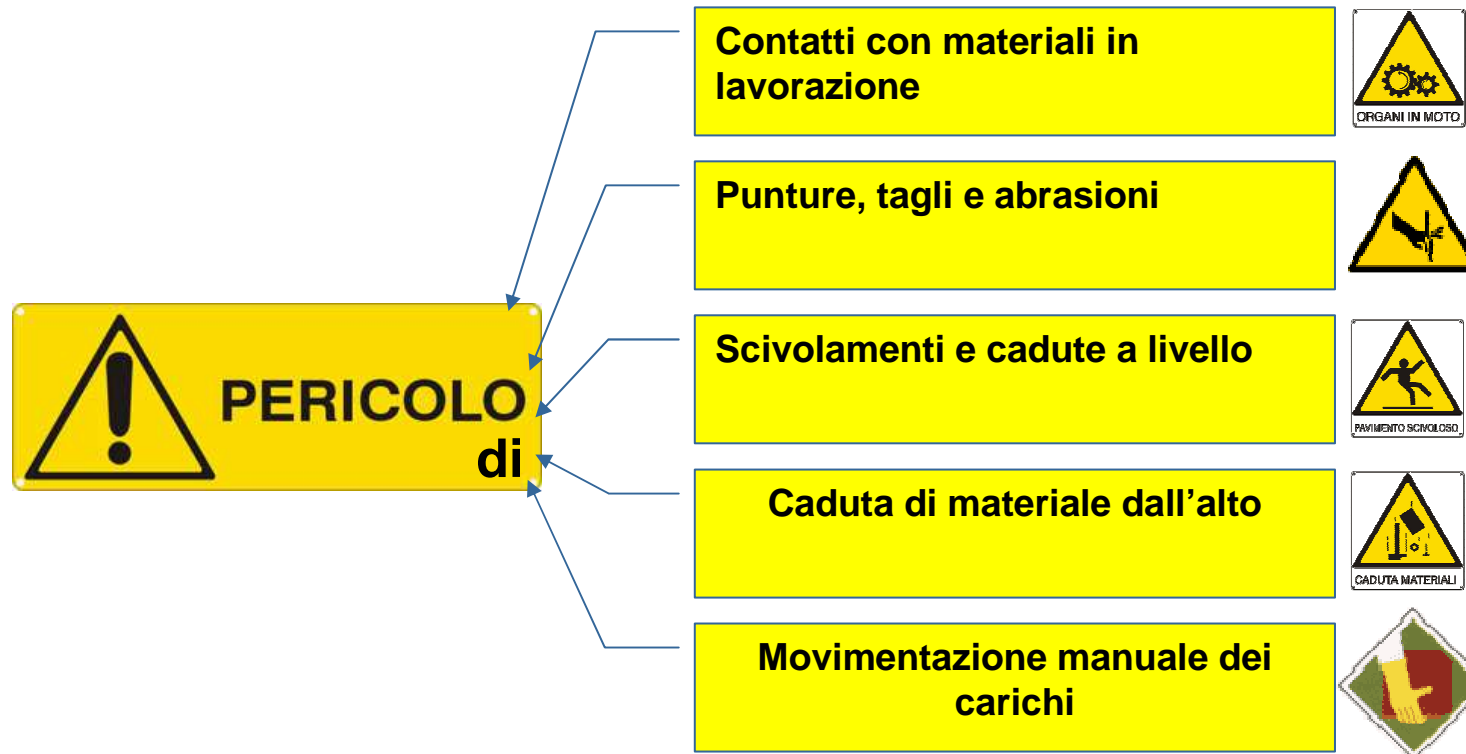 Contatti con materiali in
lavorazione
ORGANI IN MOTO
Punture, tagli e abrasioni
Scivolamenti e cadute a livello
PAVIMENTO SCIVOLOSO
PERICOLO
di
Caduta di materiale dall’alto
CADUTA MATERIALI
Movimentazione manuale dei
carichi